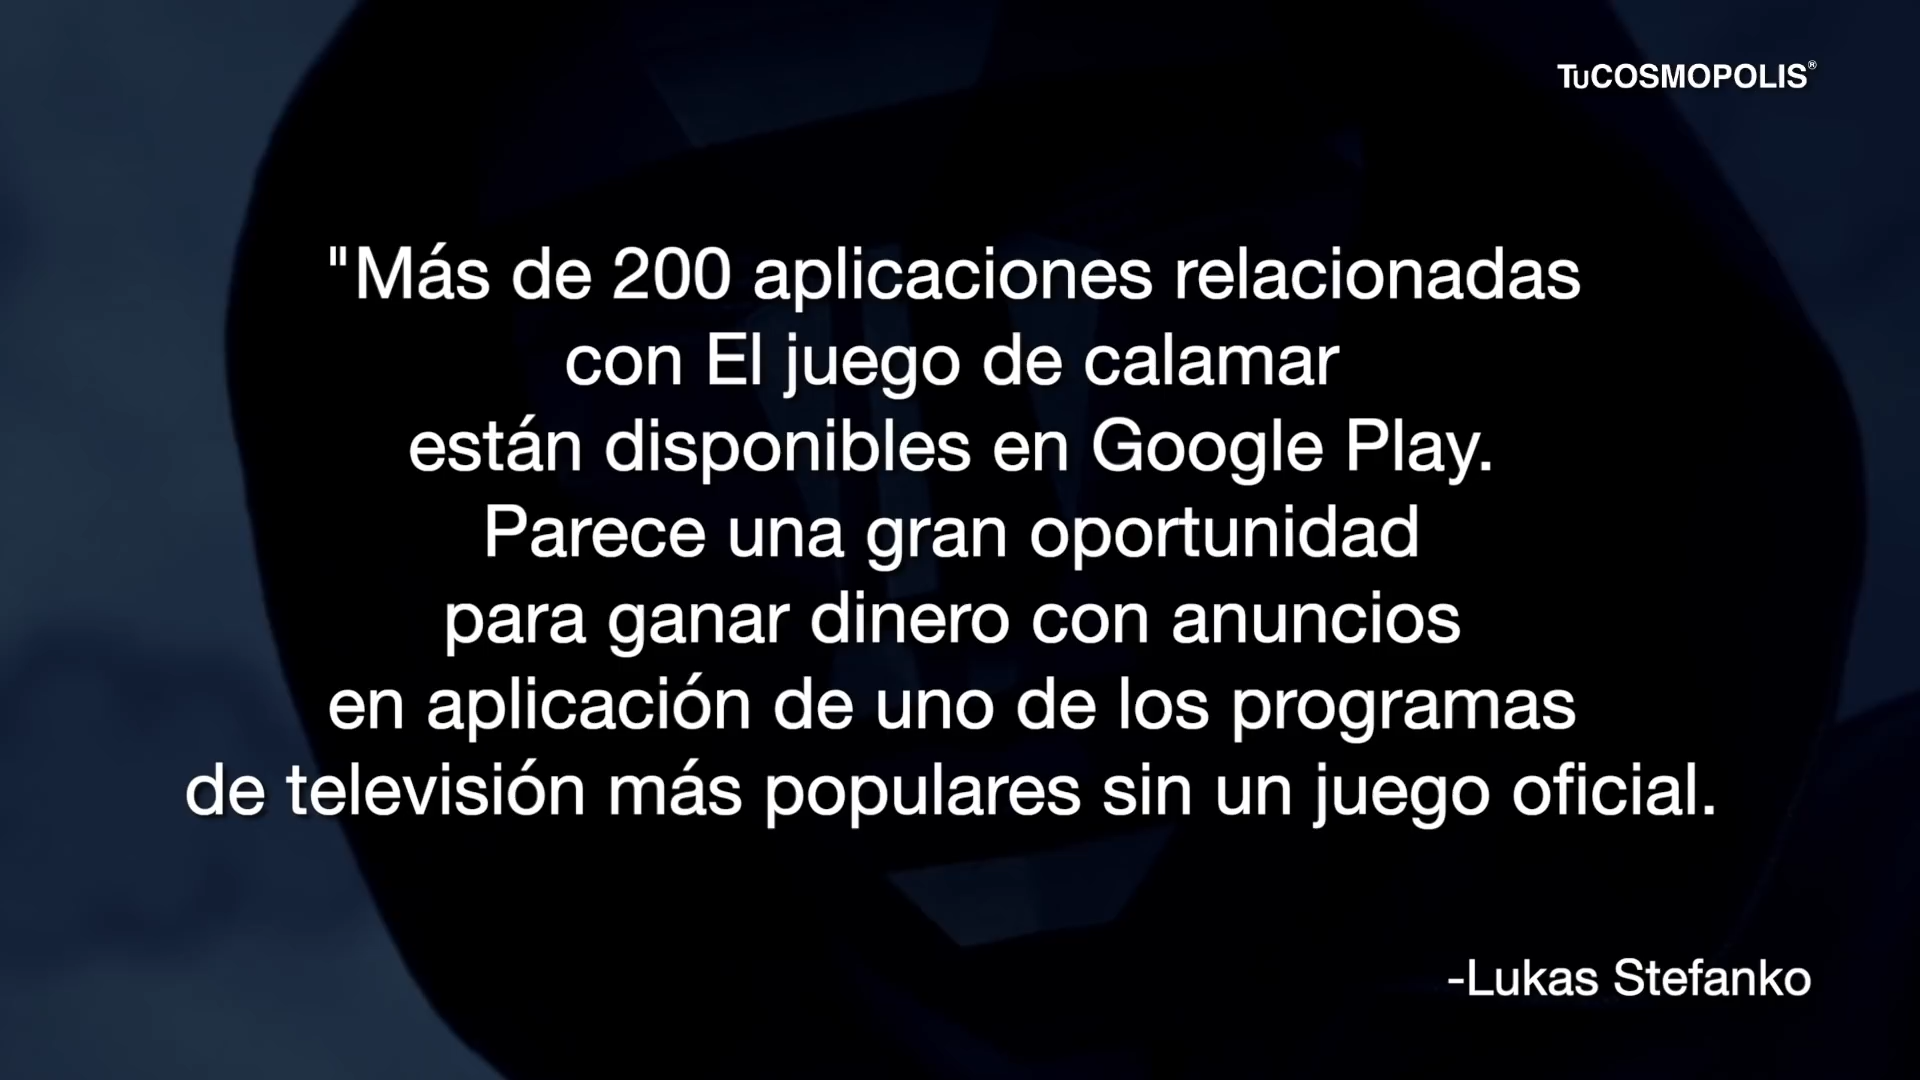 TuCOSMOPOLIS®
"Más de 200 aplicaciones relacionadas
con El juego de calamar
están disponibles en Google Play.
Parece una gran oportunidad
para ganar dinero con anuncios
en aplicación de uno de los programas
de televisión más populares sin un juego oficial.
-Lukas Stefanko